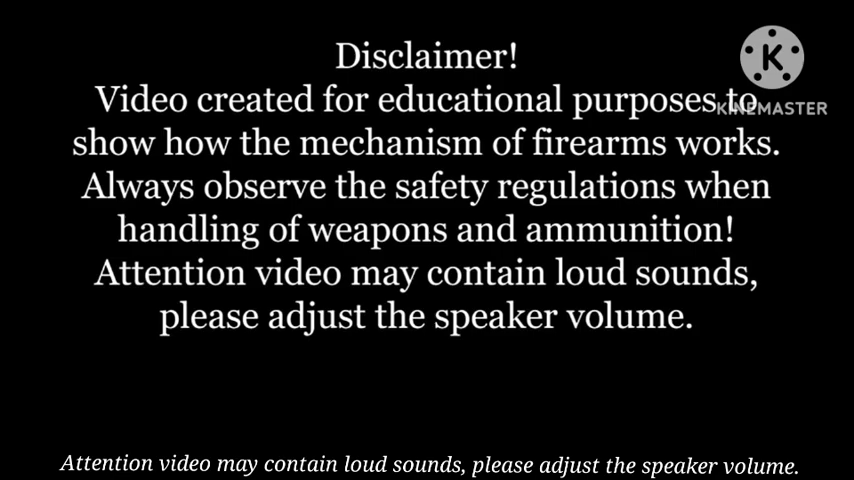 Disclaimer!
Video created for educational purposes to
show how the mechanism of firearms works.
Always observe the safety regulations when
handling of weapons and ammunition!
Attention video may contain loud sounds,
please adjust the speaker volume.
K
KINEMASTER
Attention video may contain loud sounds, please adjust the speaker volume.